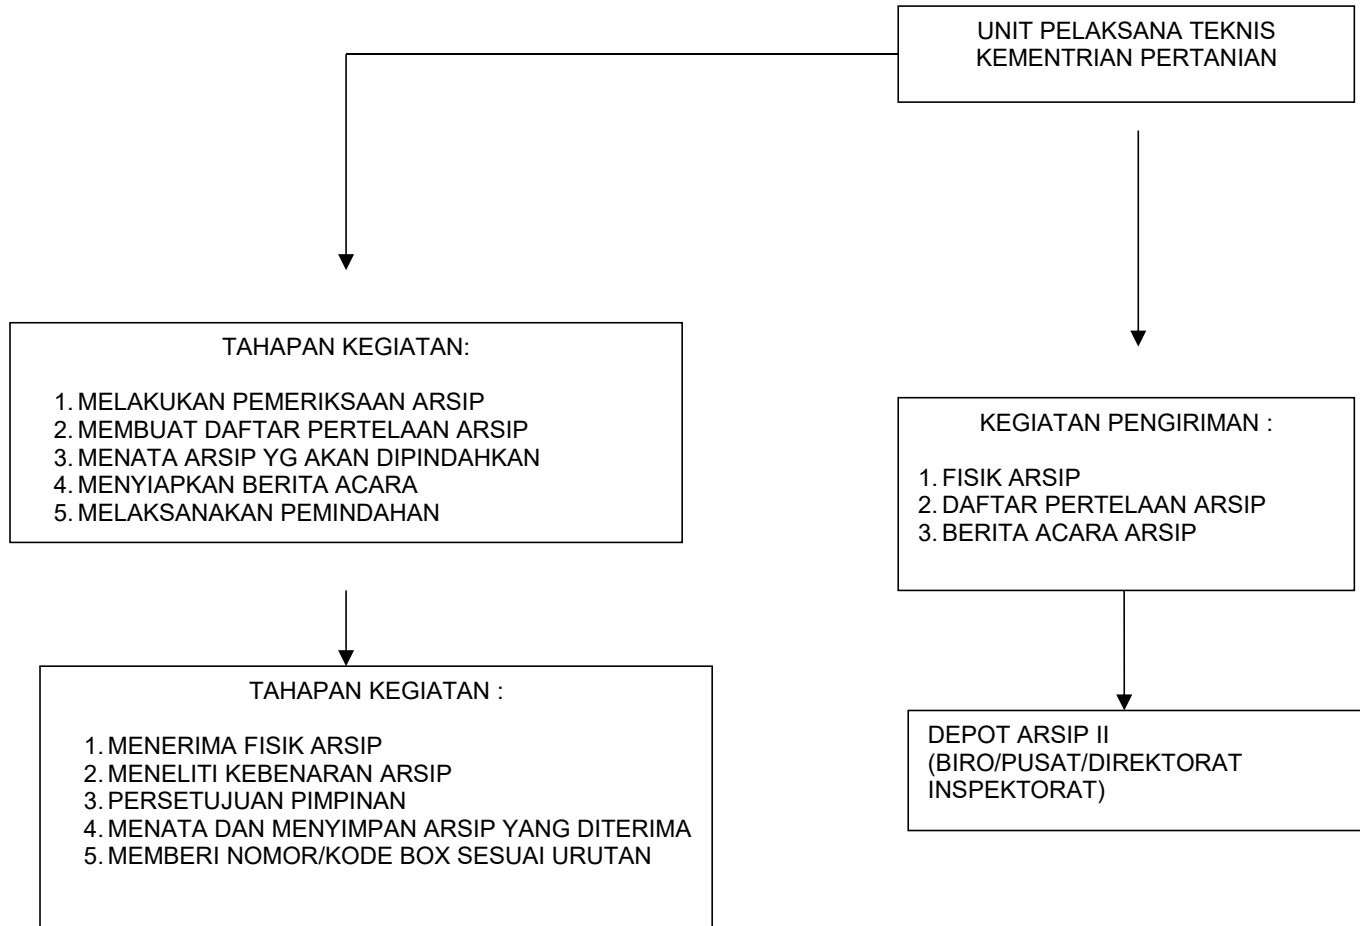 UNIT PELAKSANA TEKNIS
KEMENTRIAN PERTANIAN
TAHAPAN KEGIATAN:
1. MELAKUKAN PEMERIKSAAN ARSIP
2. MEMBUAT DAFTAR PERTELAAN ARSIP
3. MENATA ARSIP YG AKAN DIPINDAHKAN
4. MENYIAPKAN BERITA ACARA
5. MELAKSANAKAN PEMINDAHAN
KEGIATAN PENGIRIMAN :
1. FISIK ARSIP
2. DAFTAR PERTELAAN ARSIP
3. BERITA ACARA ARSIP
TAHAPAN KEGIATAN :
1. MENERIMA FISIK ARSIP
2. MENELITI KEBENARAN ARSIP
3. PERSETUJUAN PIMPINAN
4. MENATA DAN MENYIMPAN ARSIP YANG DITERIMA
5. MEMBERI NOMOR/KODE BOX SESUAI URUTAN
DEPOT ARSIP II
(BIRO/PUSAT/DIREKTORAT
INSPEKTORAT)